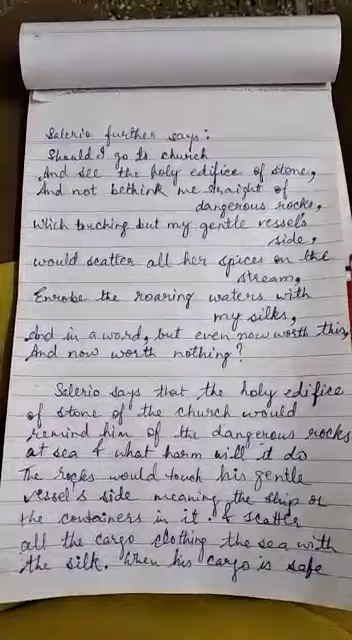 Salerio further says:
Should I go to church
And see the holy edifice of stone,
And not bethink me straight of
dangerous rocks,
Which touching but my gentle vessel's
side,
would scatter all her spices on the
stream,
Enrobe the roaring waters with
my silks,
And in a word, but even now worth this,
And now worth nothing?
Salerio says that the holy edifice
of stone of the church would
remind him of the dangerous rocks
at sea & what harm will it do
The rocks would touch his gentle
vessel's side meaning the ship or
the containers in it. & scatter
all the cargo clothing the sea with
the silk. When his cargo is safe